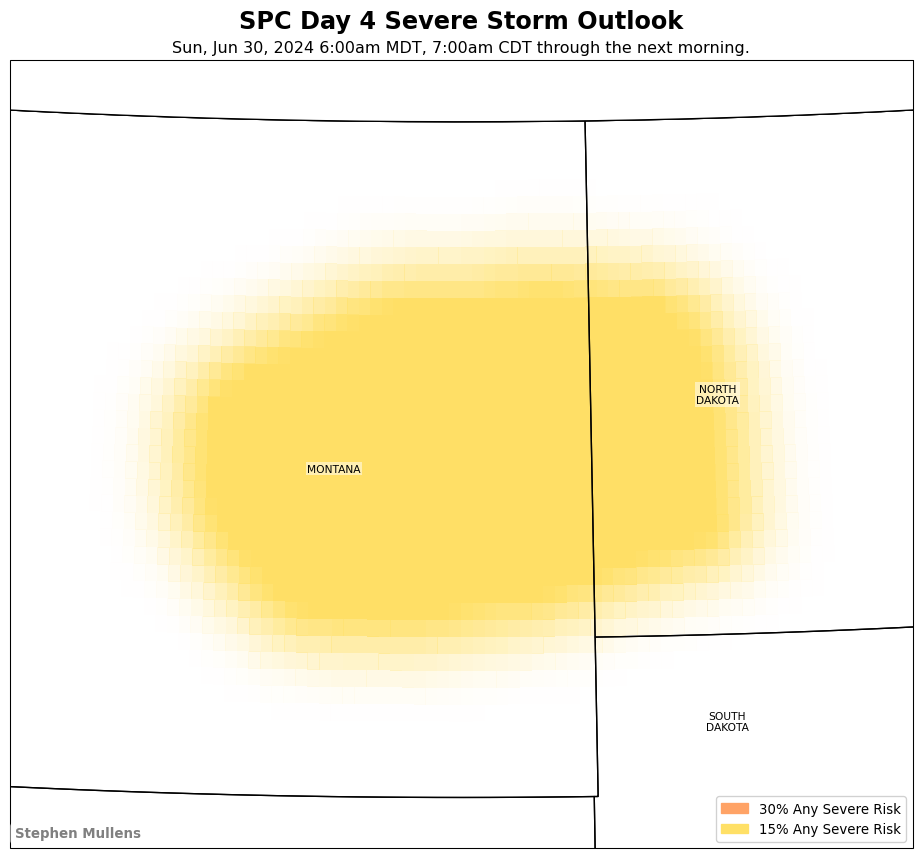 SPC Day 4 Severe Storm Outlook
Sun, Jun 30, 2024 6:00am MDT, 7:00am CDT through the next morning.
NORTH
DAKOTA
MONTANA
SOUTH
DAKOTA
30% Any Severe Risk
15% Any Severe Risk
Stephen Mullens